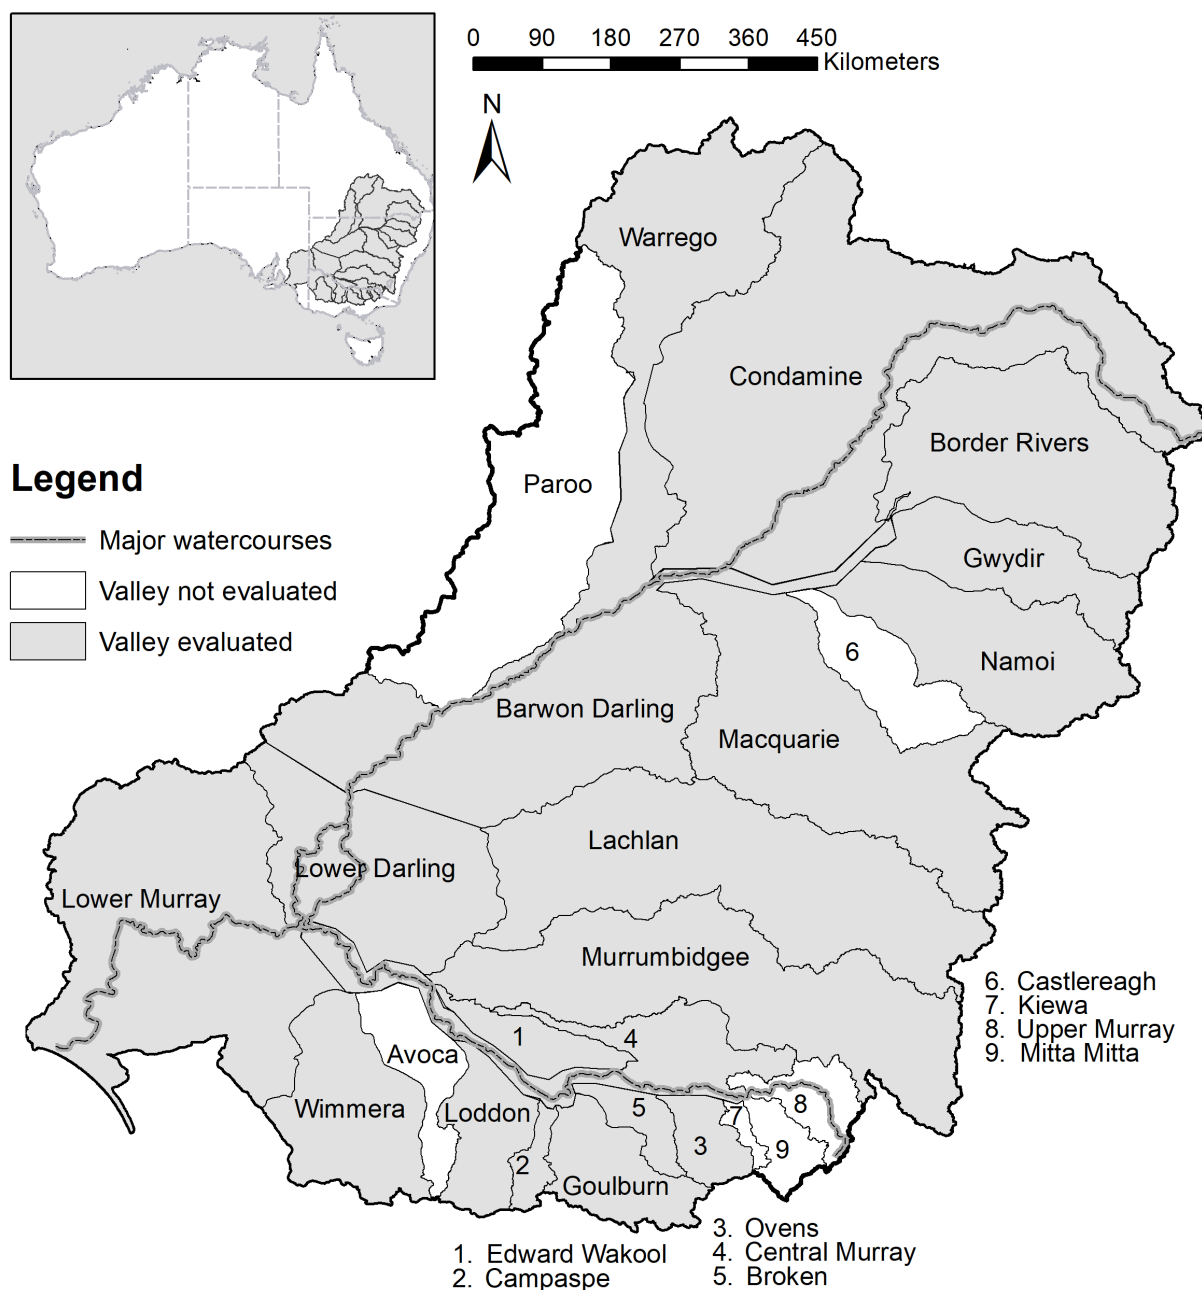 0 90 180 270 360 450
Kilometers
N
Warrego
Condamine
Border Rivers
Legend
Paroo
Major watercourses
Gwydir
Valley not evaluated
Valley evaluated
6
Namoi
Barwon Darling
Macquarie
Lachlan
Lower Darling
Lower Murray
Murrumbidgee
6. Castlereagh
7. Kiewa
8. Upper Murray
9. Mitta Mitta
1
4
Avoca
Wimmera
Loddon
5
7
8
3
9
2
Goulburn
3. Ovens
1. Edward Wakool
4. Central Murray
2. Campaspe
5. Broken